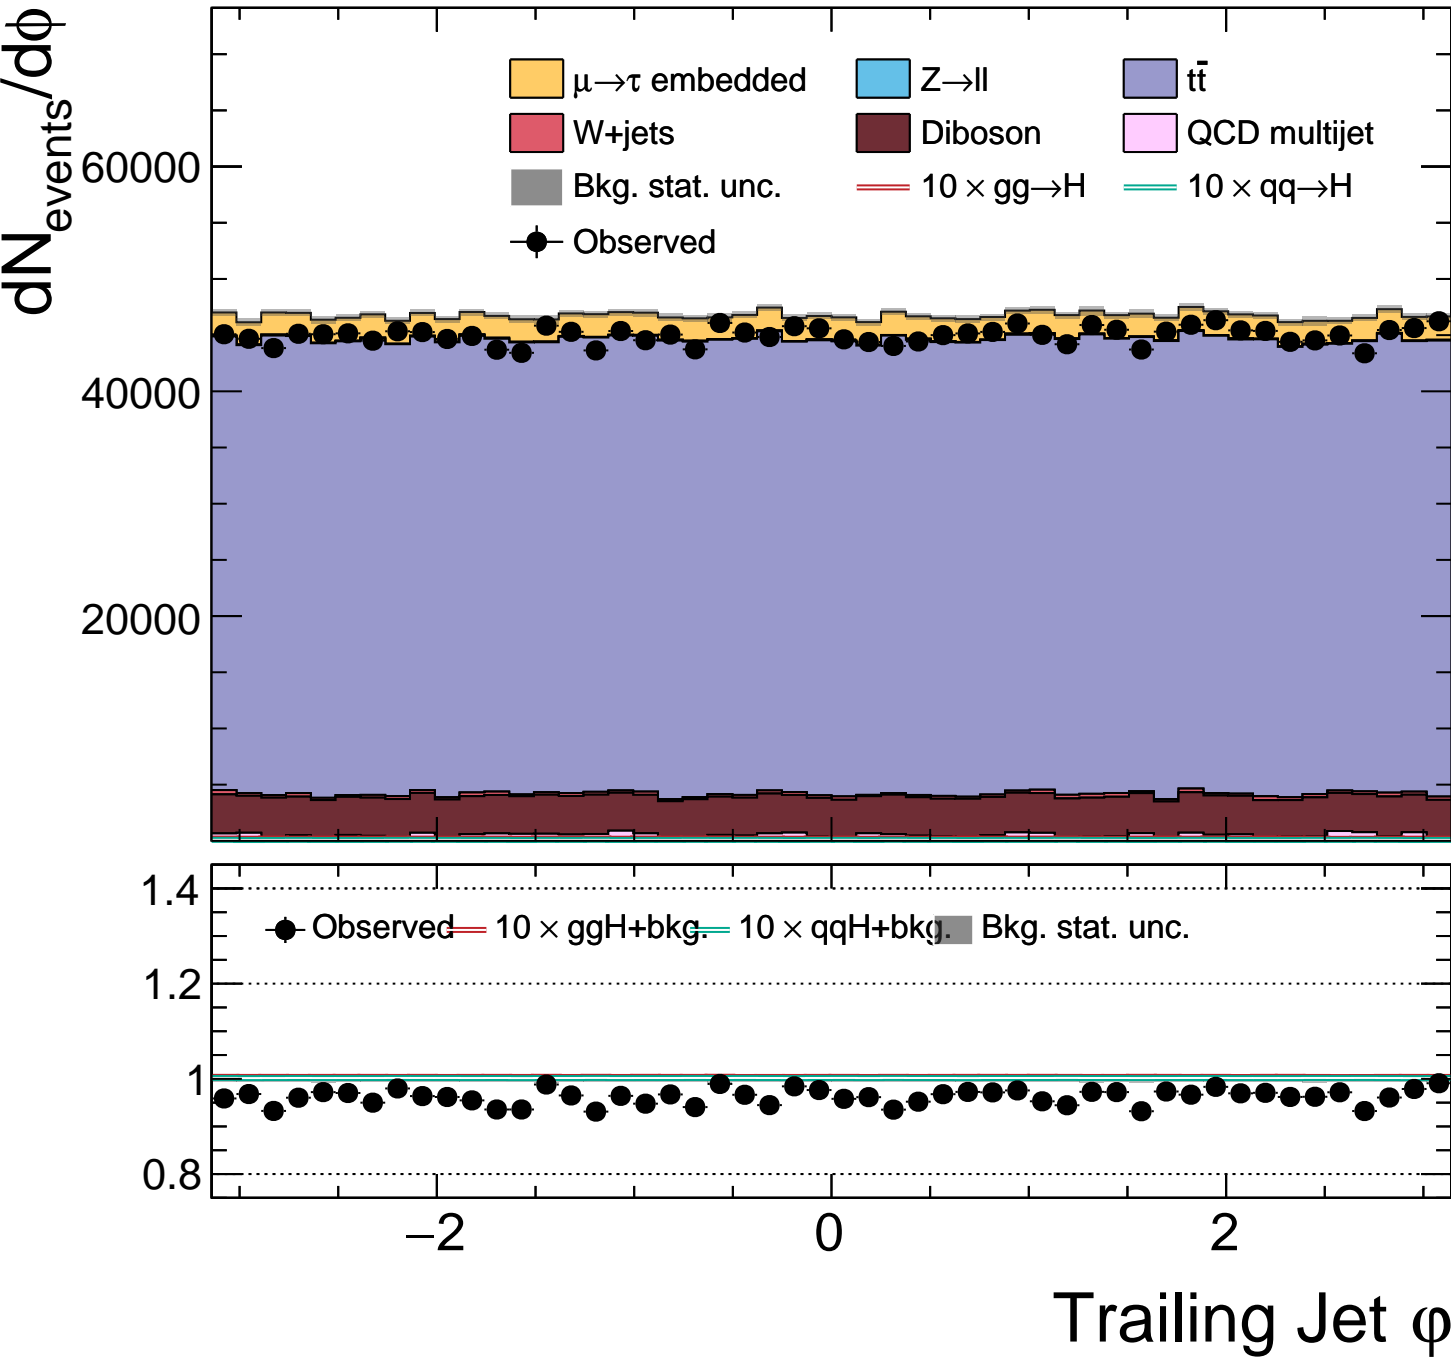 dN_events/dϕ
μ→τ embedded Z→ll tt̄
W+jets Diboson QCD multijet
60000
Bkg. stat. unc. 10 × gg→H 10 × qq→H
Observed
40000
20000
1.4
Observed 10 × ggH+bkg. 10 × qqH+bkg. Bkg. stat. unc.
1.2
1
0.8
−2 0 2
Trailing Jet φ